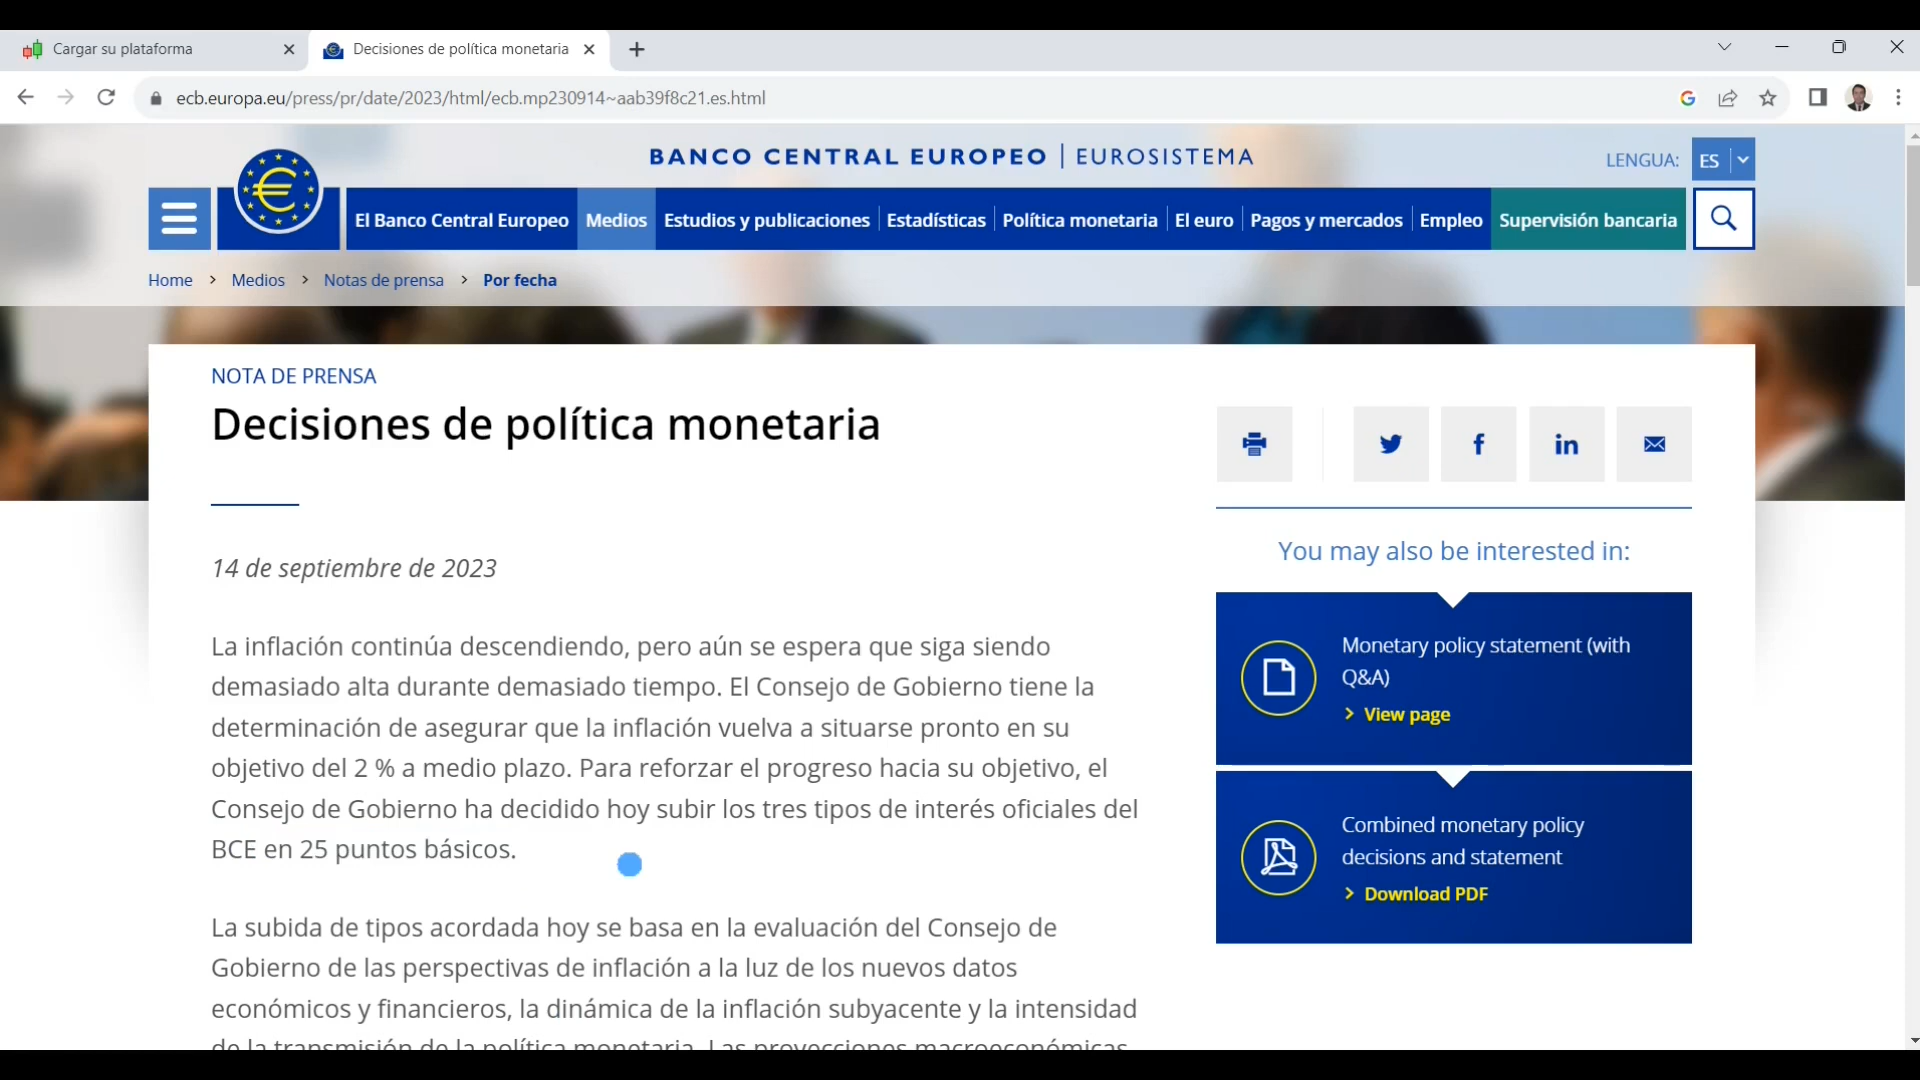 Cargar su plataforma
Decisiones de política monetaria
ecb.europa.eu/press/pr/date/2023/html/ecb.mp230914~aab39f8c21.es.html
BANCO CENTRAL EUROPEO | EUROSISTEMA
LENGUA: ES
El Banco Central Europeo Medios Estudios y publicaciones Estadísticas Política monetaria El euro Pagos y mercados Empleo Supervisión bancaria
Home > Medios > Notas de prensa > Por fecha
NOTA DE PRENSA
Decisiones de política monetaria
14 de septiembre de 2023
La inflación continúa descendiendo, pero aún se espera que siga siendo
demasiado alta durante demasiado tiempo. El Consejo de Gobierno tiene la
determinación de asegurar que la inflación vuelva a situarse pronto en su
objetivo del 2 % a medio plazo. Para reforzar el progreso hacia su objetivo, el
Consejo de Gobierno ha decidido hoy subir los tres tipos de interés oficiales del
BCE en 25 puntos básicos.
La subida de tipos acordada hoy se basa en la evaluación del Consejo de
Gobierno de las perspectivas de inflación a la luz de los nuevos datos
económicos y financieros, la dinámica de la inflación subyacente y la intensidad
de la transmisión de la política monetaria. Las proyecciones macroeconómicas
You may also be interested in:
Monetary policy statement (with
Q&A)
> View page
Combined monetary policy
decisions and statement
> Download PDF